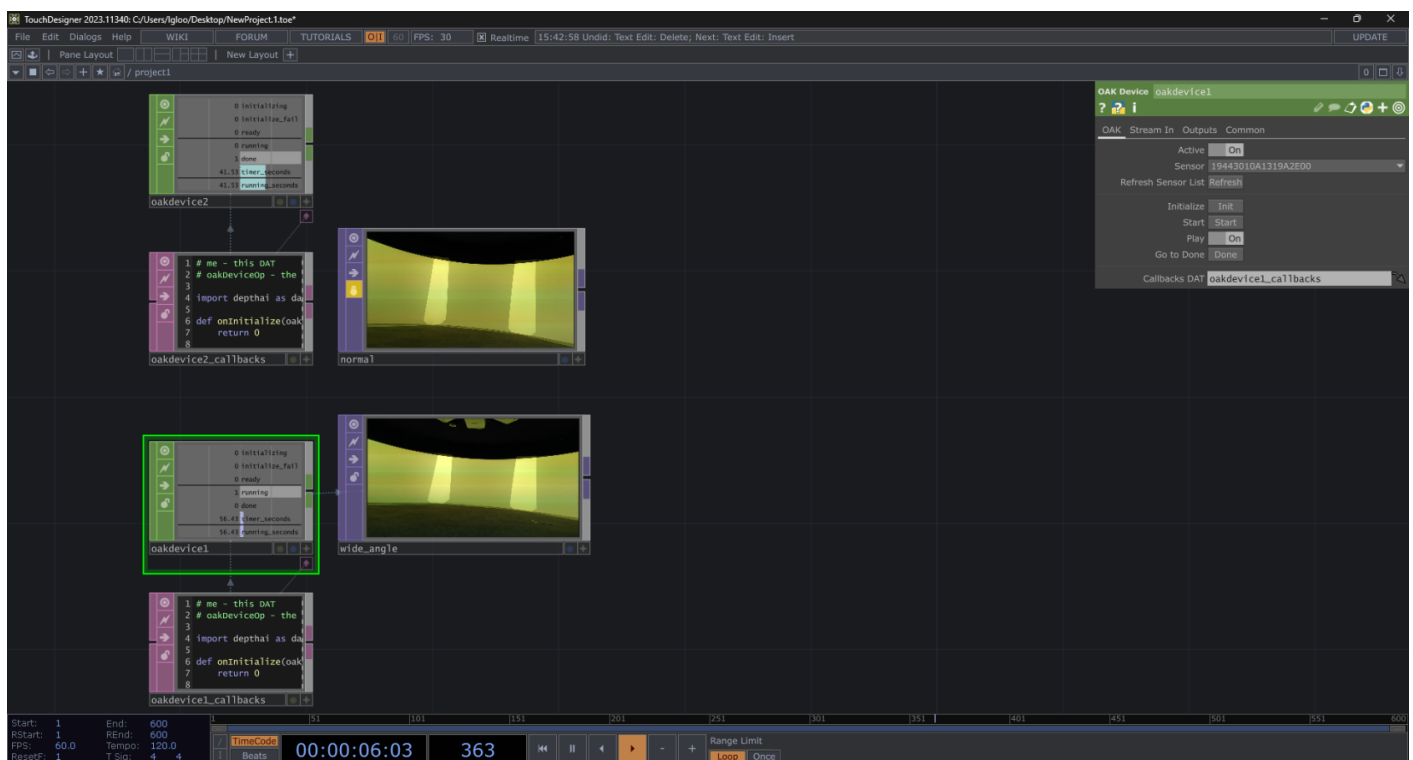 TouchDesigner 2023.11340: C:/Users/Igloo/Desktop/NewProject.1.toe*
File Edit Dialogs Help WIKI FORUM TUTORIALS O|I 60 FPS: 30 Realtime 15:42:58 Undid: Text Edit: Delete; Next: Text Edit: Insert UPDATE
Pane Layout New Layout +
/ project1 0
0 initializing
0 initialize_fail
0 ready
0 running
1 done
41.53 timer_seconds
41.53 running_seconds
oakdevice2
1 # me - this DAT
2 # oakDeviceOp - the
3
4 import depthai as da
5
6 def onInitialize(oak
7 return 0
8
oakdevice2_callbacks
normal
0 initializing
0 initialize_fail
0 ready
1 running
0 done
56.43 timer_seconds
56.43 running_seconds
oakdevice1
wide_angle
1 # me - this DAT
2 # oakDeviceOp - the
3
4 import depthai as da
5
6 def onInitialize(oak
7 return 0
8
oakdevice1_callbacks
OAK Device oakdevice1
? i
OAK Stream In Outputs Common
Active On
Sensor 19443010A1319A2E00
Refresh Sensor List Refresh
Initialize Init
Start Start
Play On
Go to Done Done
Callbacks DAT oakdevice1_callbacks
1 51 101 151 201 251 301 351 401 451 501 551 600
Start: 1 End: 600
RStart: 1 REnd: 600
FPS: 60.0 Tempo: 120.0
ResetF: 1 T Sig: 4 4
TimeCode
Beats
00:00:06:03 363
Range Limit
Loop Once